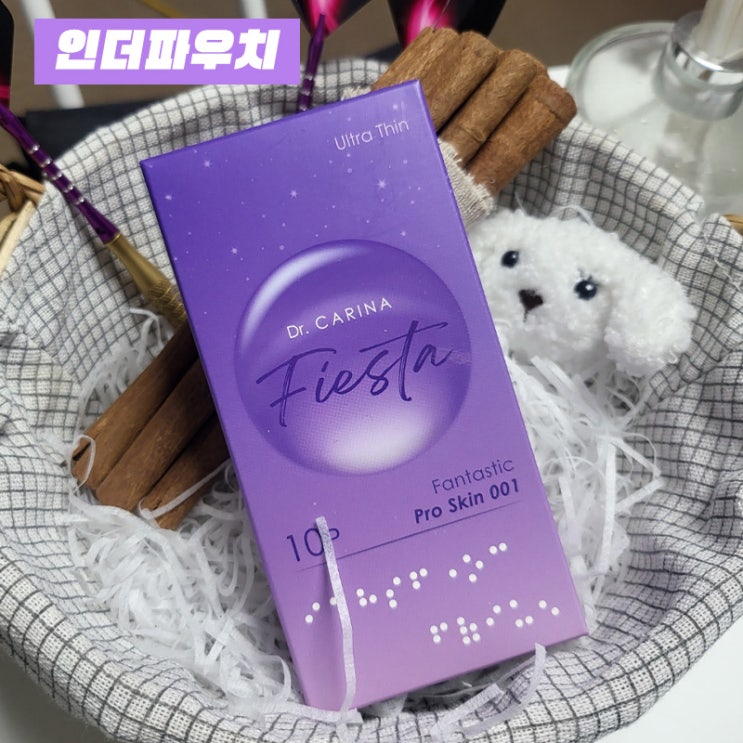 인더파우치
Ultra Thin
Dr. CARINA
Fiesta
Fantastic
Pro Skin 001
10P